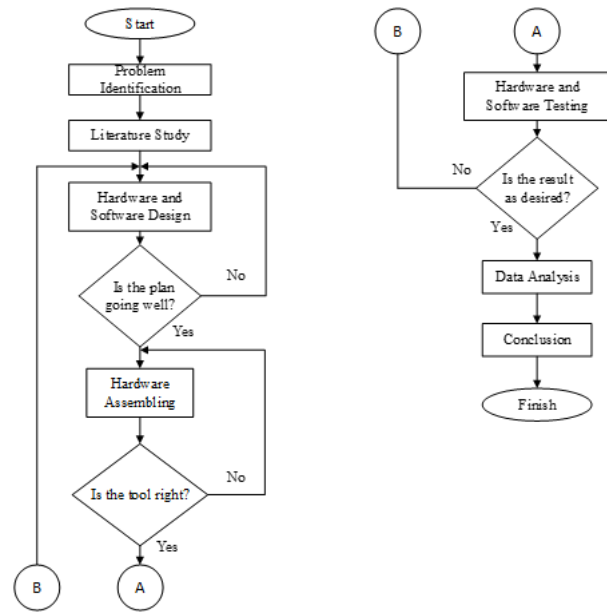 Start
Problem
Identification
Literature Study
Hardware and
Software Design
Is the plan
going well?
No
Yes
Hardware
Assembling
Is the tool right?
No
Yes
B
A
B
A
Hardware and
Software Testing
Is the result
as desired?
No
Yes
Data Analysis
Conclusion
Finish